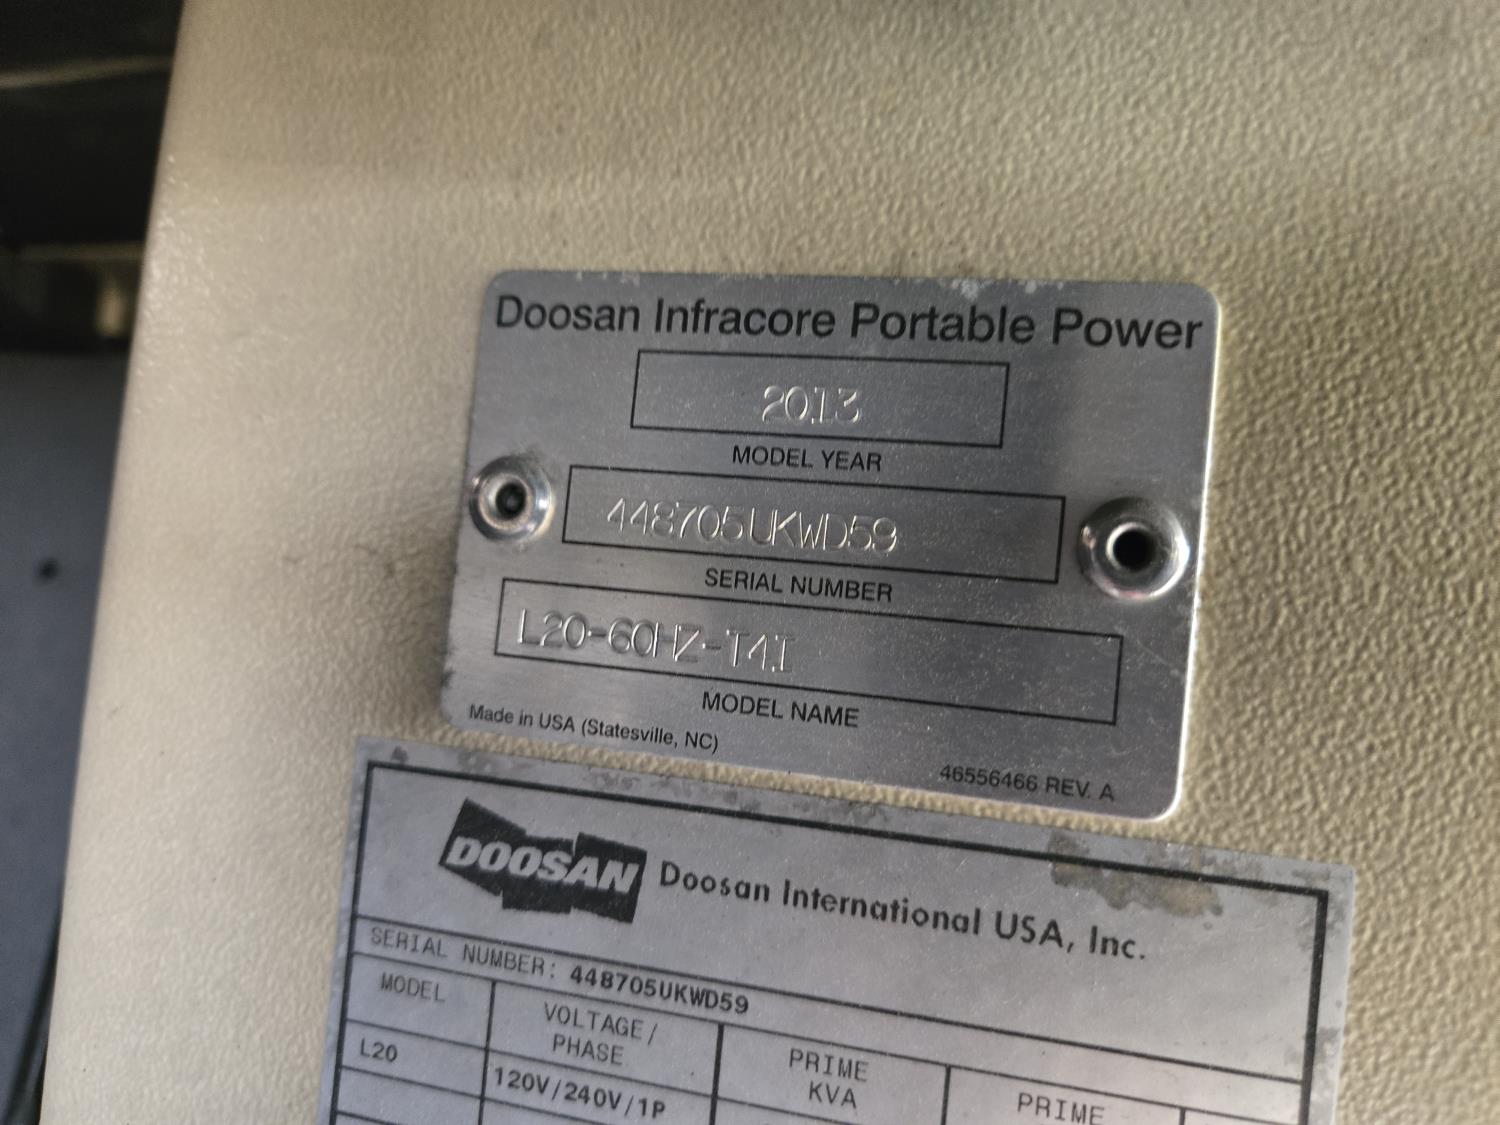 Doosan Infracore Portable Power
2013
MODEL YEAR
448705UKWD59
SERIAL NUMBER
L20-60HZ-T4I
MODEL NAME
Made in USA (Statesville, NC)
46556466 REV. A
DOOSAN Doosan International USA, Inc.
SERIAL NUMBER: 448705UKWD59
MODEL
VOLTAGE/
PHASE
PRIME
KVA
PRIME
L20
120V/240V/1P